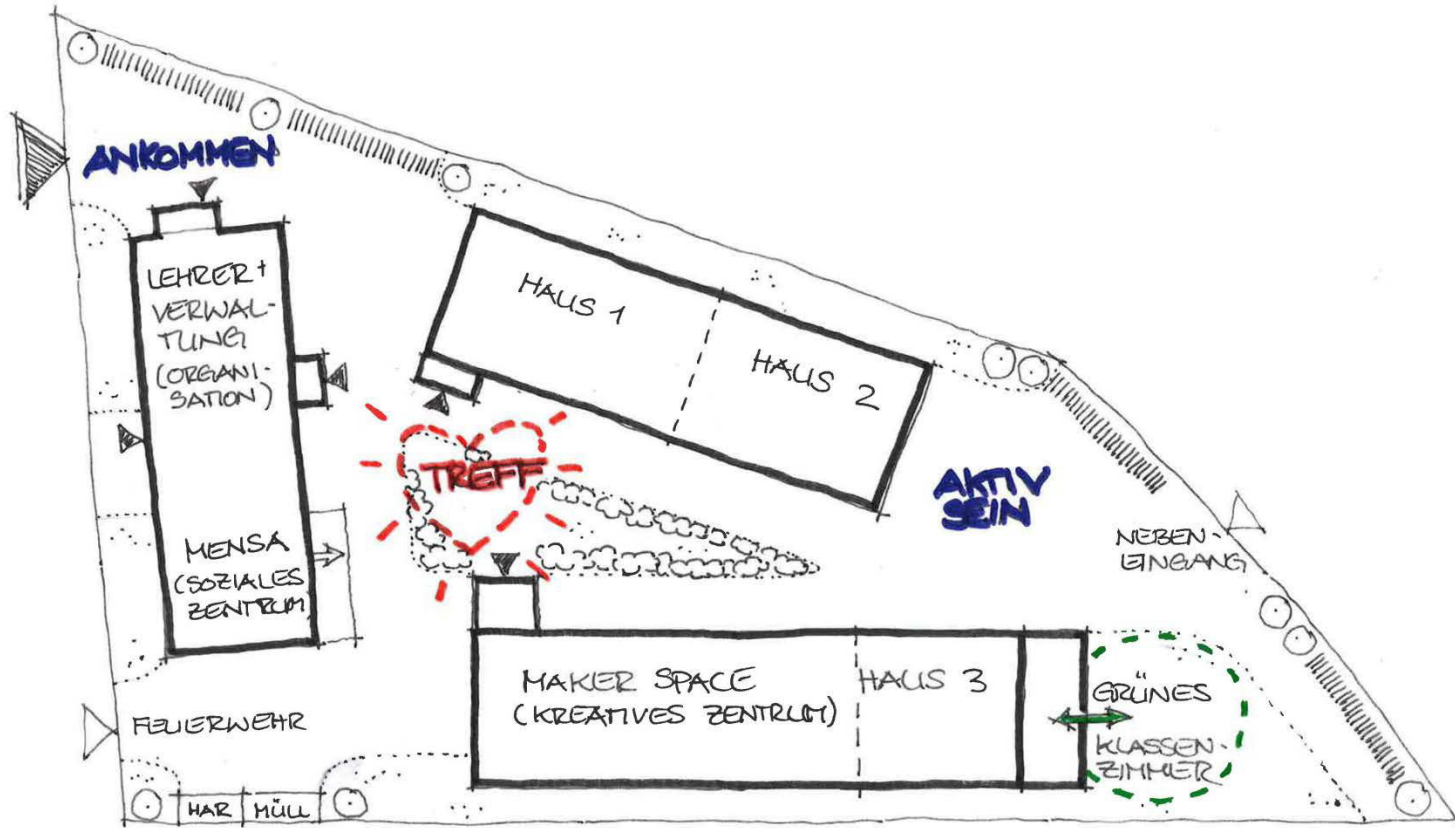 ANKOMMEN
LEHRER+
VERWAL-
TUNG
(ORGANI-
SATION)
HAUS 1
HAUS 2
TREFF
AKTIV
SEIN
NEBEN-
EINGANG
MENSA
(SOZIALES
ZENTRUM
MAKER SPACE
(KREATIVES ZENTRUM)
HAUS 3
GRÜNES
KLASSEN-
ZIMMER
FEUERWEHR
HAR
MÜLL